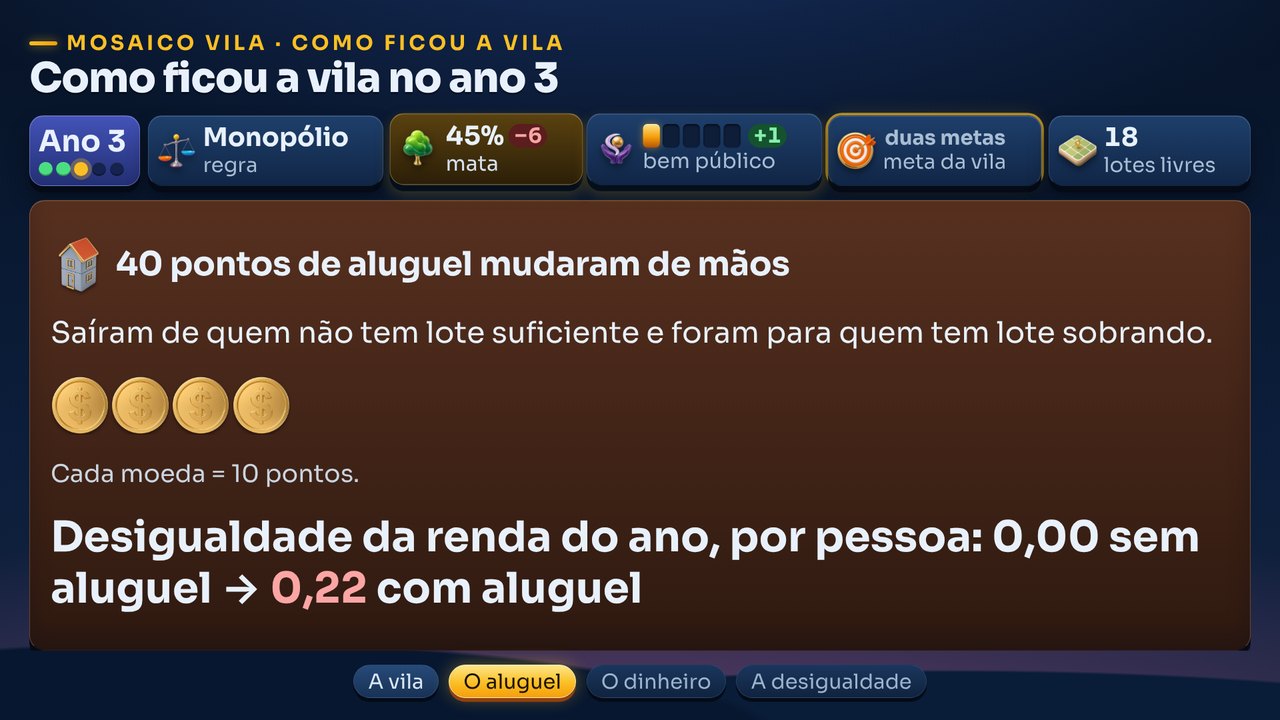 MOSAICO VILA · COMO FICOU A VILA
Como ficou a vila no ano 3
Ano 3
Monopólio
regra
45% −6
mata
+1
bem público
duas metas
meta da vila
18
lotes livres
40 pontos de aluguel mudaram de mãos
Saíram de quem não tem lote suficiente e foram para quem tem lote sobrando.
Cada moeda = 10 pontos.
Desigualdade da renda do ano, por pessoa: 0,00 sem
aluguel → 0,22 com aluguel
A vila
O aluguel
O dinheiro
A desigualdade